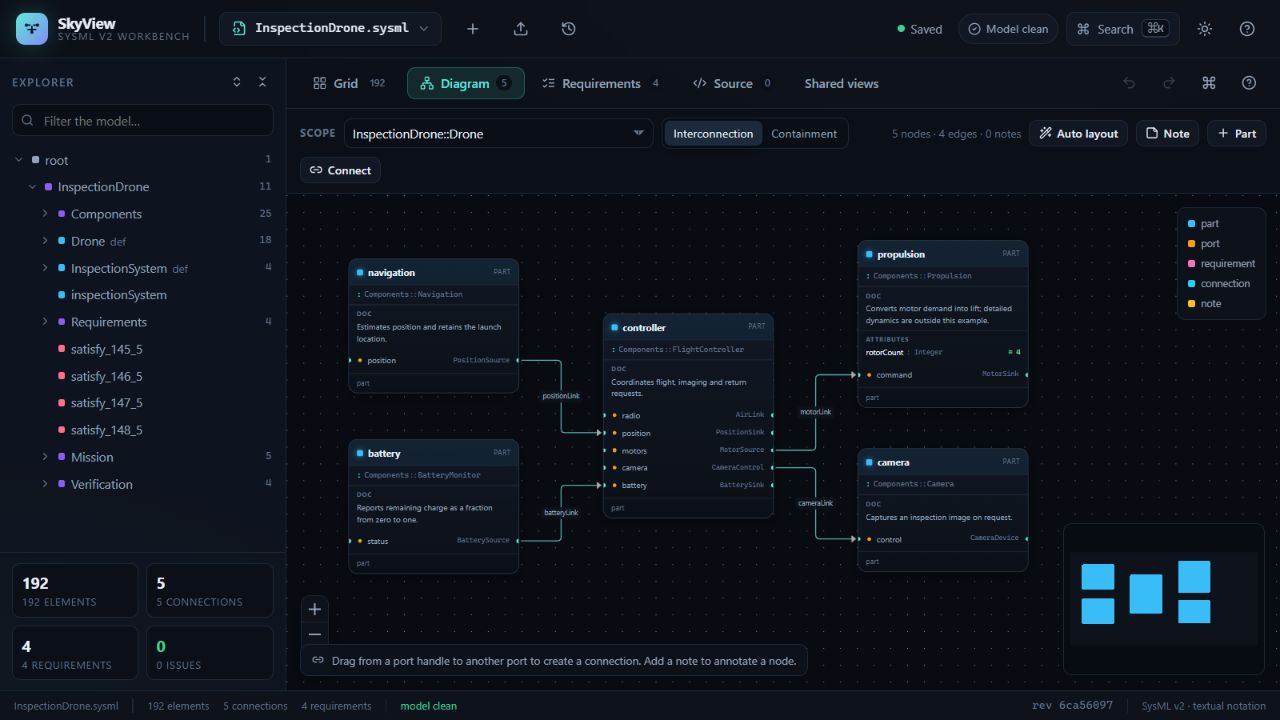 SkyView
SYSML V2 WORKBENCH
InspectionDrone.sysml
Saved
Model clean
Search ⌘K
EXPLORER
Filter the model...
root 1
InspectionDrone 11
Components 25
Drone def 18
InspectionSystem def 4
inspectionSystem
Requirements 4
satisfy_145_5
satisfy_146_5
satisfy_147_5
satisfy_148_5
Mission 5
Verification 4
192
192 ELEMENTS
5
5 CONNECTIONS
4
4 REQUIREMENTS
0
0 ISSUES
Grid 192
Diagram 5
Requirements 4
Source 0
Shared views
SCOPE
InspectionDrone::Drone
Interconnection
Containment
5 nodes · 4 edges · 0 notes
Auto layout
Note
Part
Connect
navigation PART
: Components::Navigation
DOC
Estimates position and retains the launch
location.
position PositionSource
part
battery PART
: Components::BatteryMonitor
DOC
Reports remaining charge as a fraction
from zero to one.
status BatterySource
part
positionLink
batteryLink
controller PART
: Components::FlightController
DOC
Coordinates flight, imaging and return
requests.
radio AirLink
position PositionSink
motors MotorSource
camera CameraControl
battery BatterySink
part
motorLink
cameraLink
propulsion PART
: Components::Propulsion
DOC
Converts motor demand into lift; detailed
dynamics are outside this example.
ATTRIBUTES
rotorCount : Integer = 4
command MotorSink
part
camera PART
: Components::Camera
DOC
Captures an inspection image on request.
control CameraDevice
part
part
port
requirement
connection
note
Drag from a port handle to another port to create a connection. Add a note to annotate a node.
InspectionDrone.sysml
192 elements
5 connections
4 requirements
model clean
rev 6ca56097
SysML v2 · textual notation